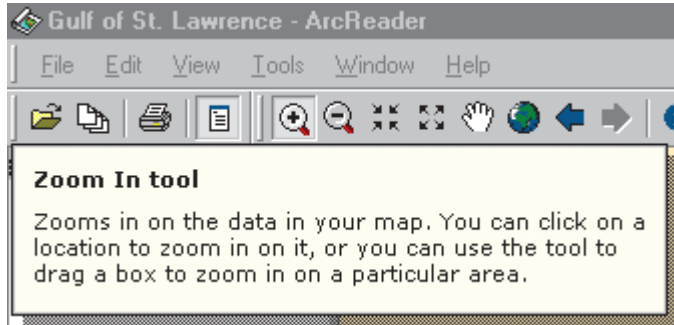 Gulf of St. Lawrence - ArcReader
File Edit View Tools Window Help
Zoom In tool
Zooms in on the data in your map. You can click on a
location to zoom in on it, or you can use the tool to
drag a box to zoom in on a particular area.